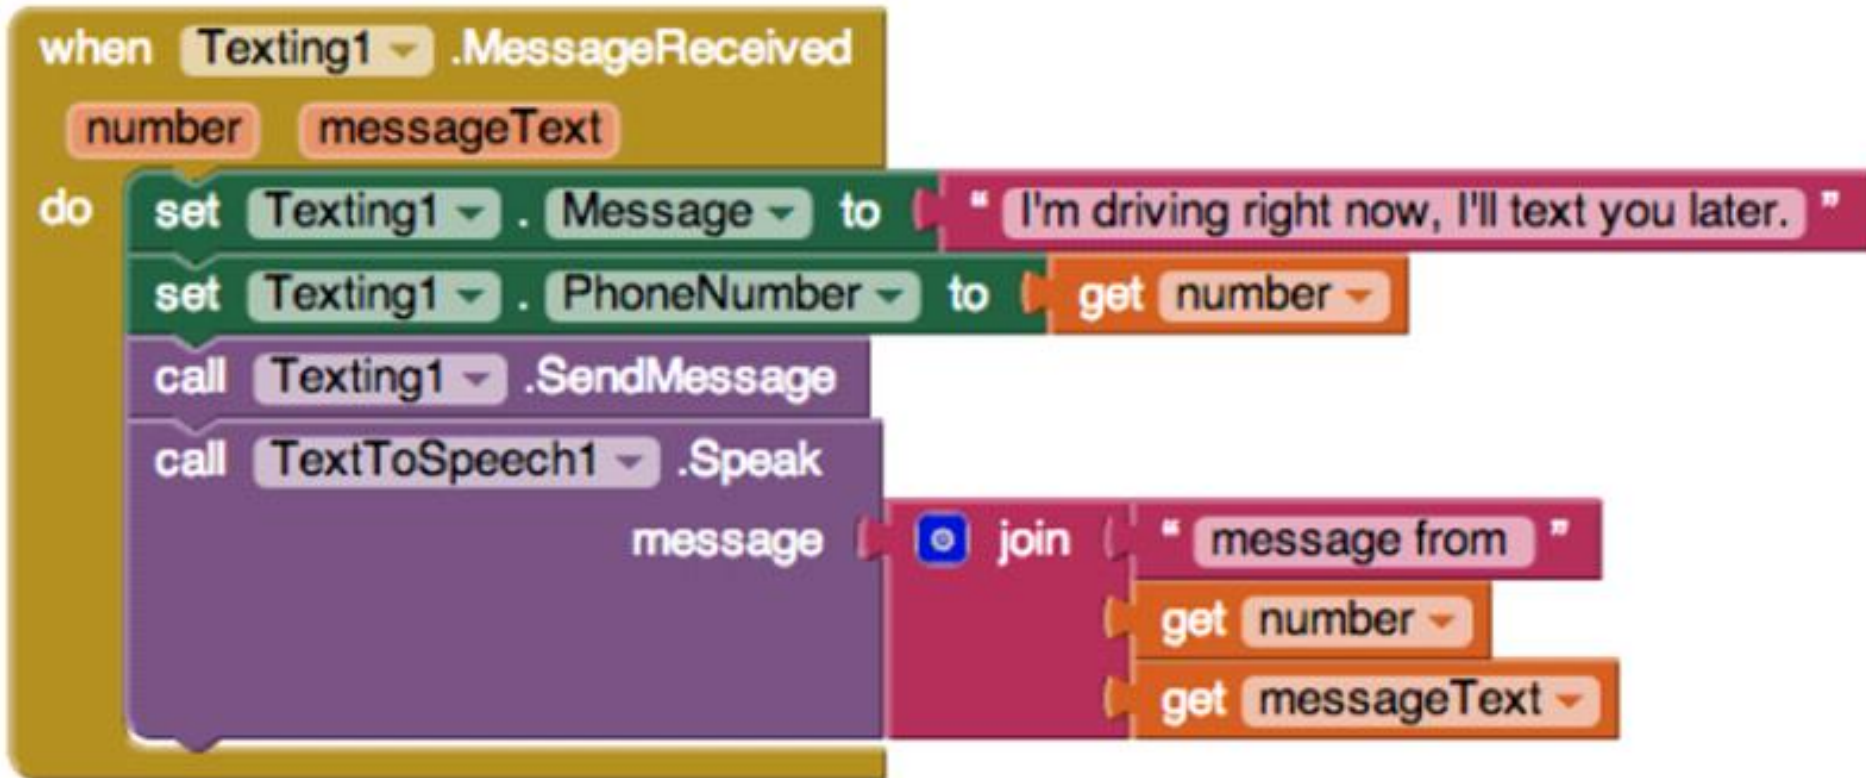 when Texting1 .MessageReceived
number messageText
do set Texting1 . Message to " I'm driving right now, I'll text you later. "
set Texting1 . PhoneNumber to get number
call Texting1 .SendMessage
call TextToSpeech1 .Speak
message join " message from "
get number
get messageText